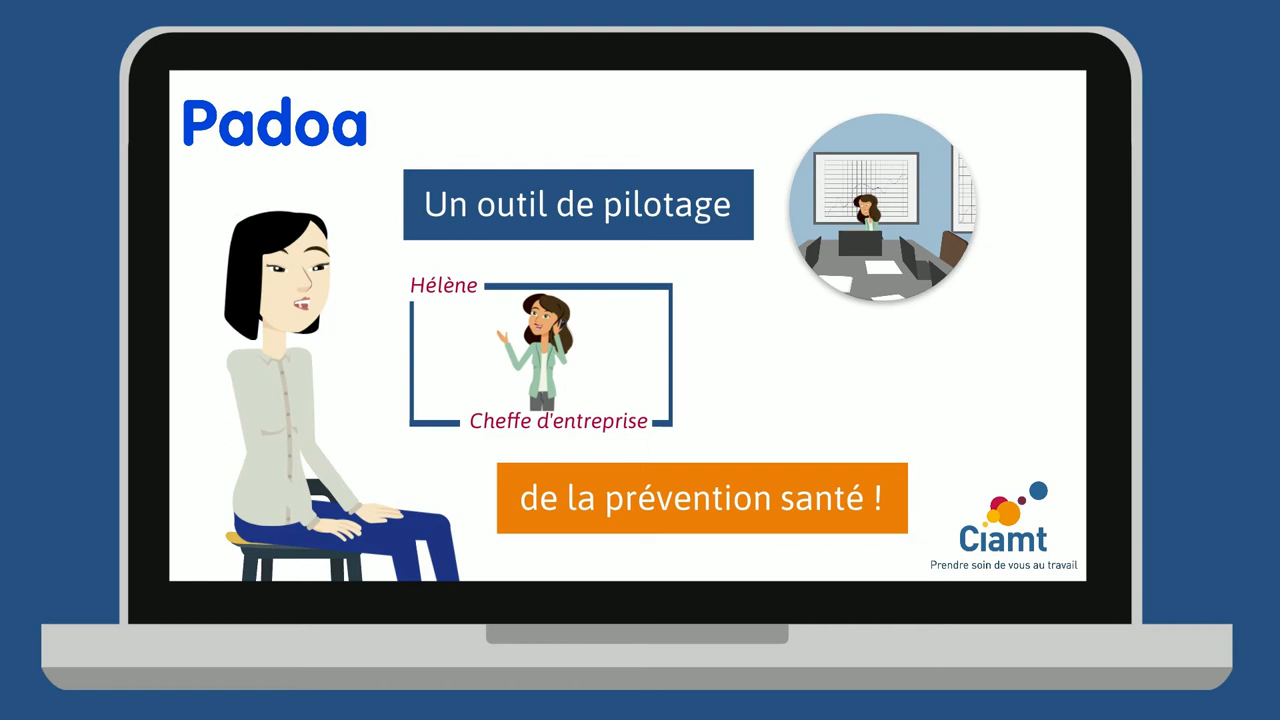 Padoa
Un outil de pilotage
Hélène
Cheffe d'entreprise
de la prévention santé !
Ciamt
Prendre soin de vous au travail